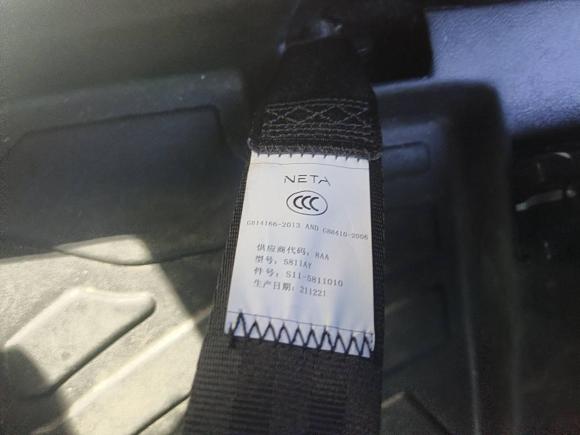 NETA
CCC
GB14166-2013 AND GB8410-2006
供应商代码: 8AA
型号: S811AY
件号: S11-5811010
生产日期: 211221